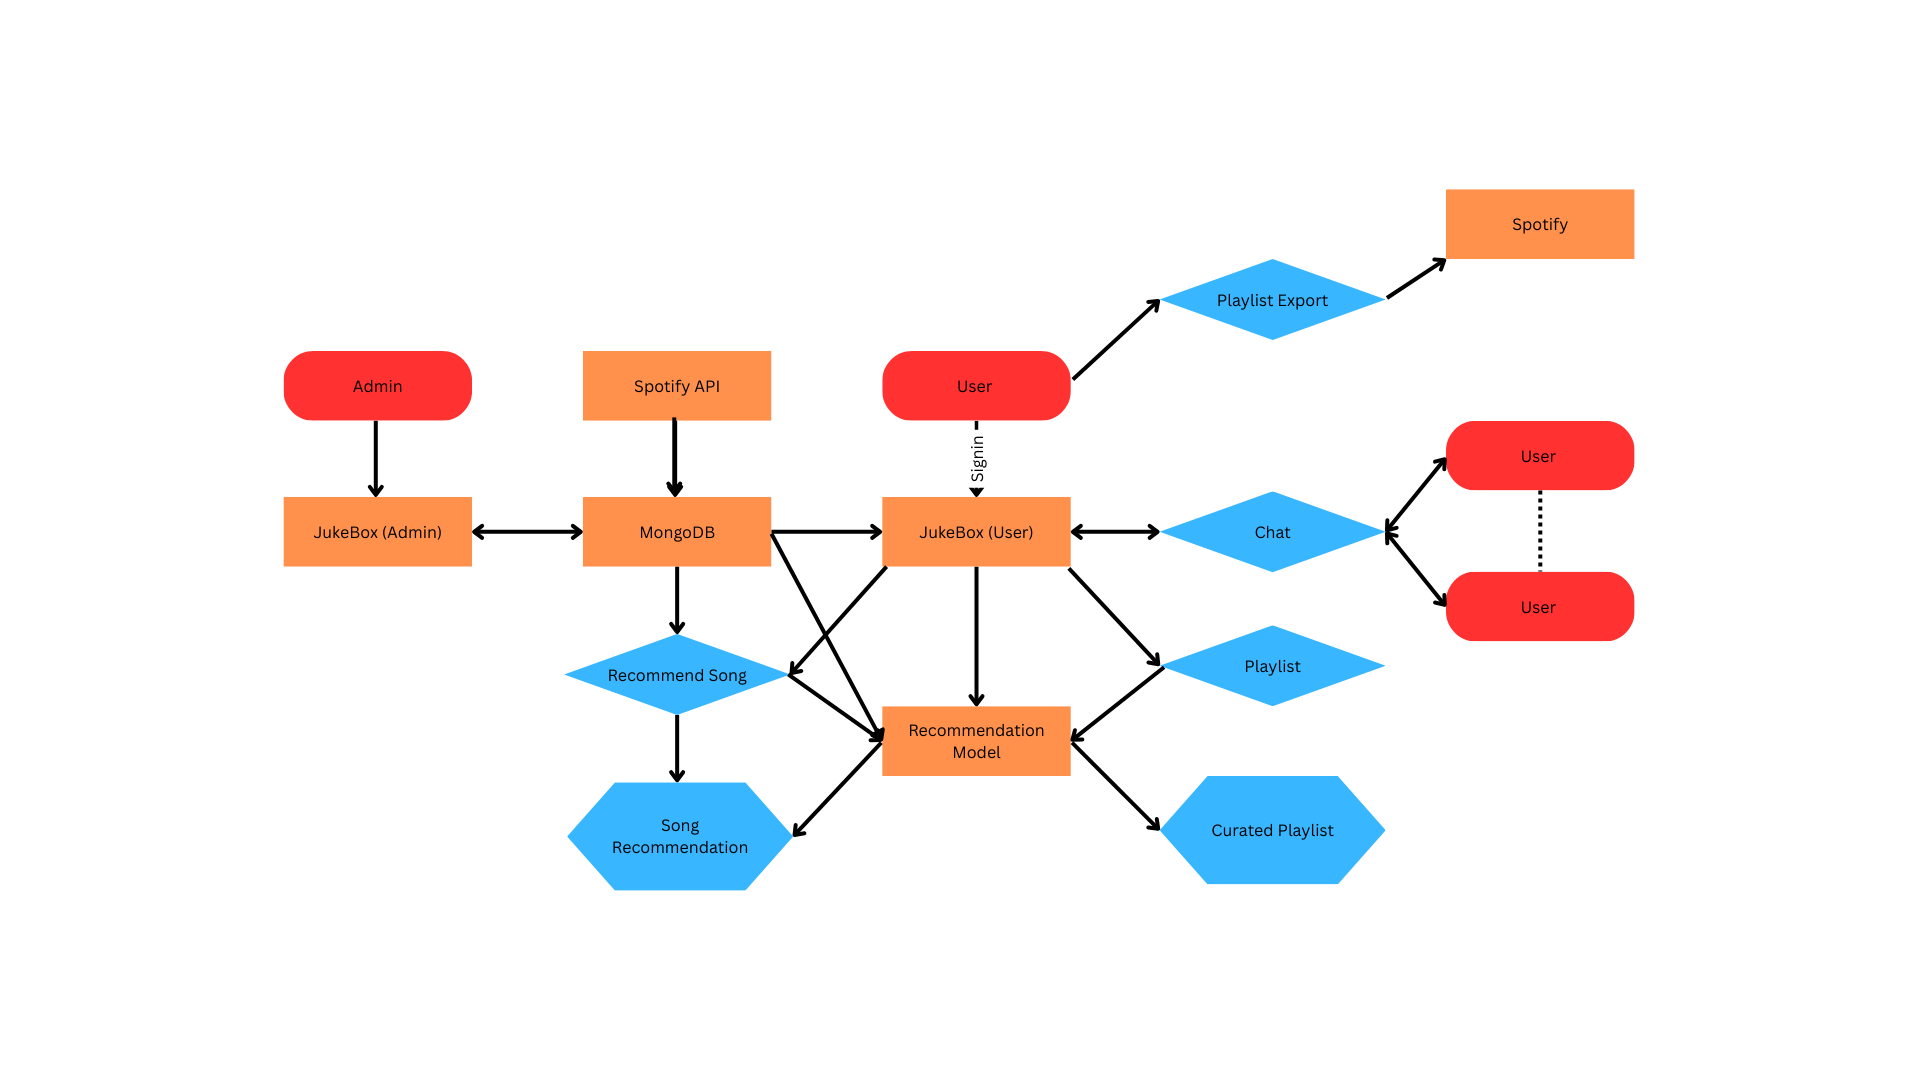 Spotify
Playlist Export
Admin
Spotify API
User
Signin
User
JukeBox (Admin)
MongoDB
JukeBox (User)
Chat
User
Recommend Song
Playlist
Recommendation
Model
Song
Recommendation
Curated Playlist